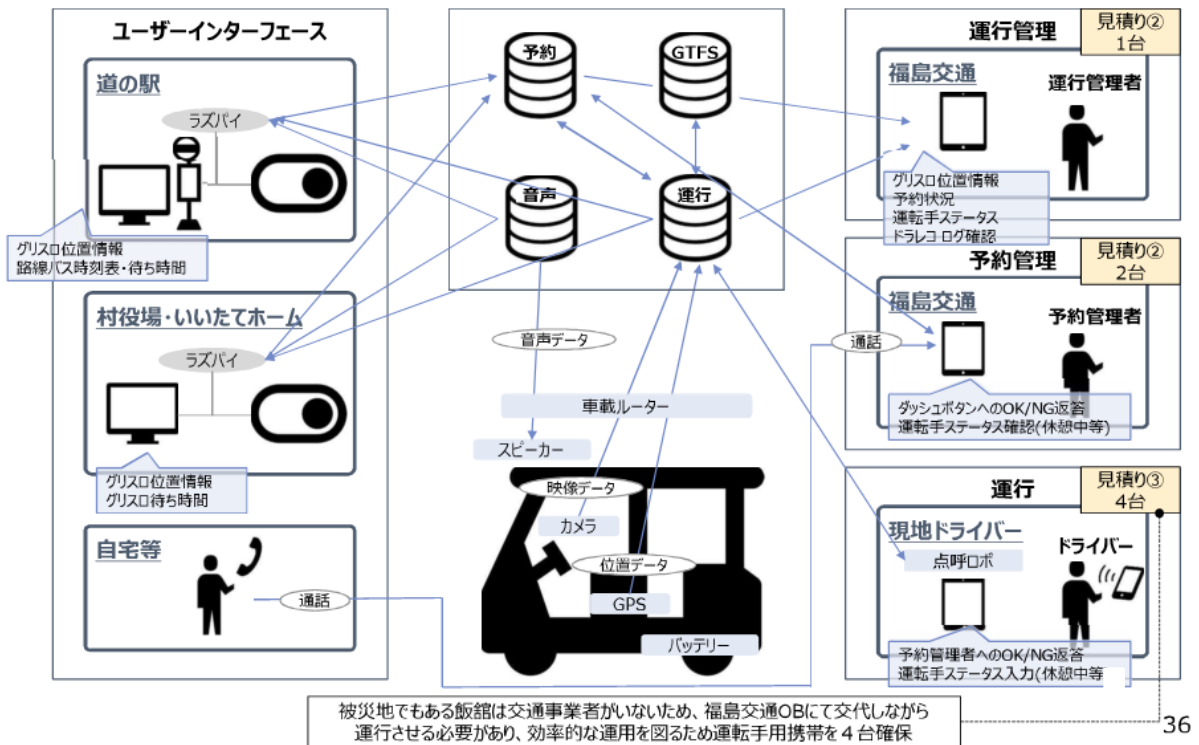 ユーザーインターフェース
道の駅
ラズパイ
グリスロ位置情報
路線バス時刻表・待ち時間
村役場・いいたてホーム
ラズパイ
グリスロ位置情報
グリスロ待ち時間
自宅等
通話
予約
GTFS
音声
運行
音声データ
車載ルーター
スピーカー
映像データ
カメラ
位置データ
GPS
バッテリー
運行管理
見積り②
1台
福島交通
運行管理者
グリスロ位置情報
予約状況
運転手ステータス
ドラレコ ログ確認
予約管理
見積り②
2台
福島交通
予約管理者
通話
ダッシュボタンへのOK/NG返答
運転手ステータス確認(休憩中等)
運行
見積り③
4台
現地ドライバー
点呼ロボ
ドライバー
予約管理者へのOK/NG返答
運転手ステータス入力(休憩中等
被災地でもある飯舘は交通事業者がいないため、福島交通OBにて交代しながら
運行させる必要があり、効率的な運用を図るため運転手用携帯を4台確保
36